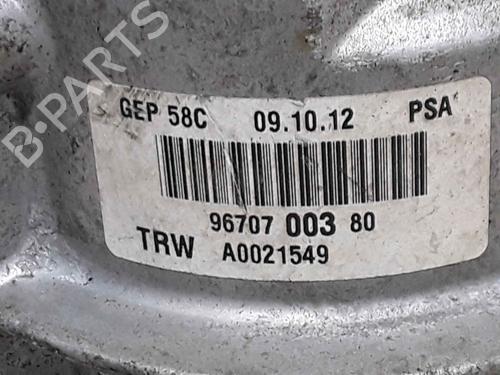 B-PARTS
GEP 58C 09.10.12 PSA
96707 003 80
TRW A0021549